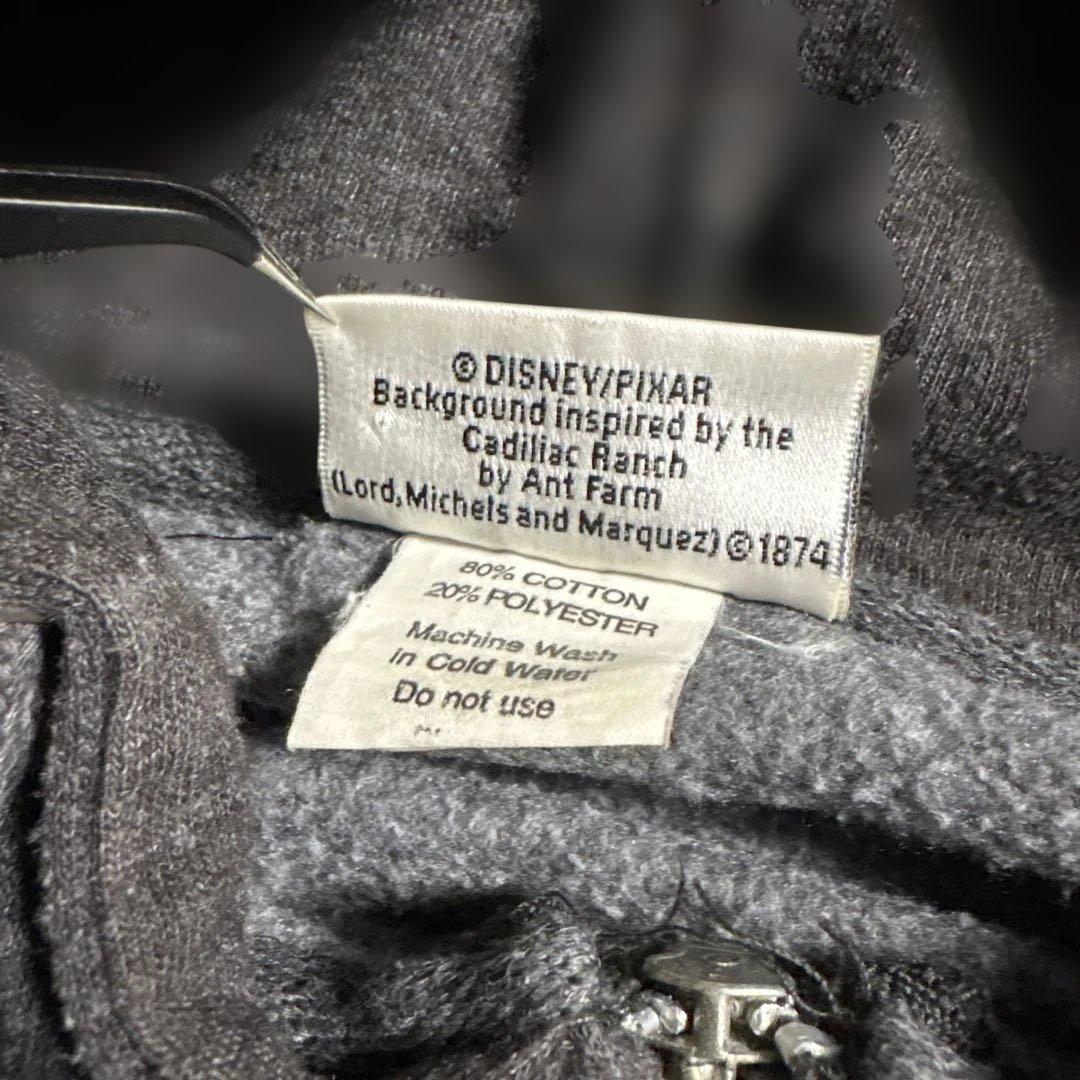 © DISNEY/PIXAR
Background inspired by the
Cadiliac Ranch
by Ant Farm
(Lord, Michels and Marquez) © 1874
80% COTTON
20% POLYESTER
Machine Wash
in Cold Water
Do not use